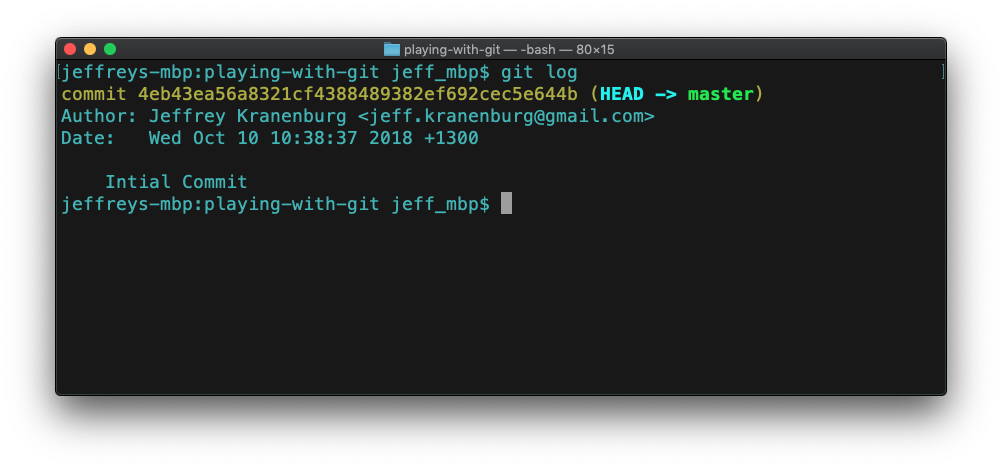 playing-with-git — -bash — 80×15
[jeffreys-mbp:playing-with-git jeff_mbp$ git log ]
commit 4eb43ea56a8321cf4388489382ef692cec5e644b (HEAD -> master)
Author: Jeffrey Kranenburg <jeff.kranenburg@gmail.com>
Date:   Wed Oct 10 10:38:37 2018 +1300
    Intial Commit
jeffreys-mbp:playing-with-git jeff_mbp$